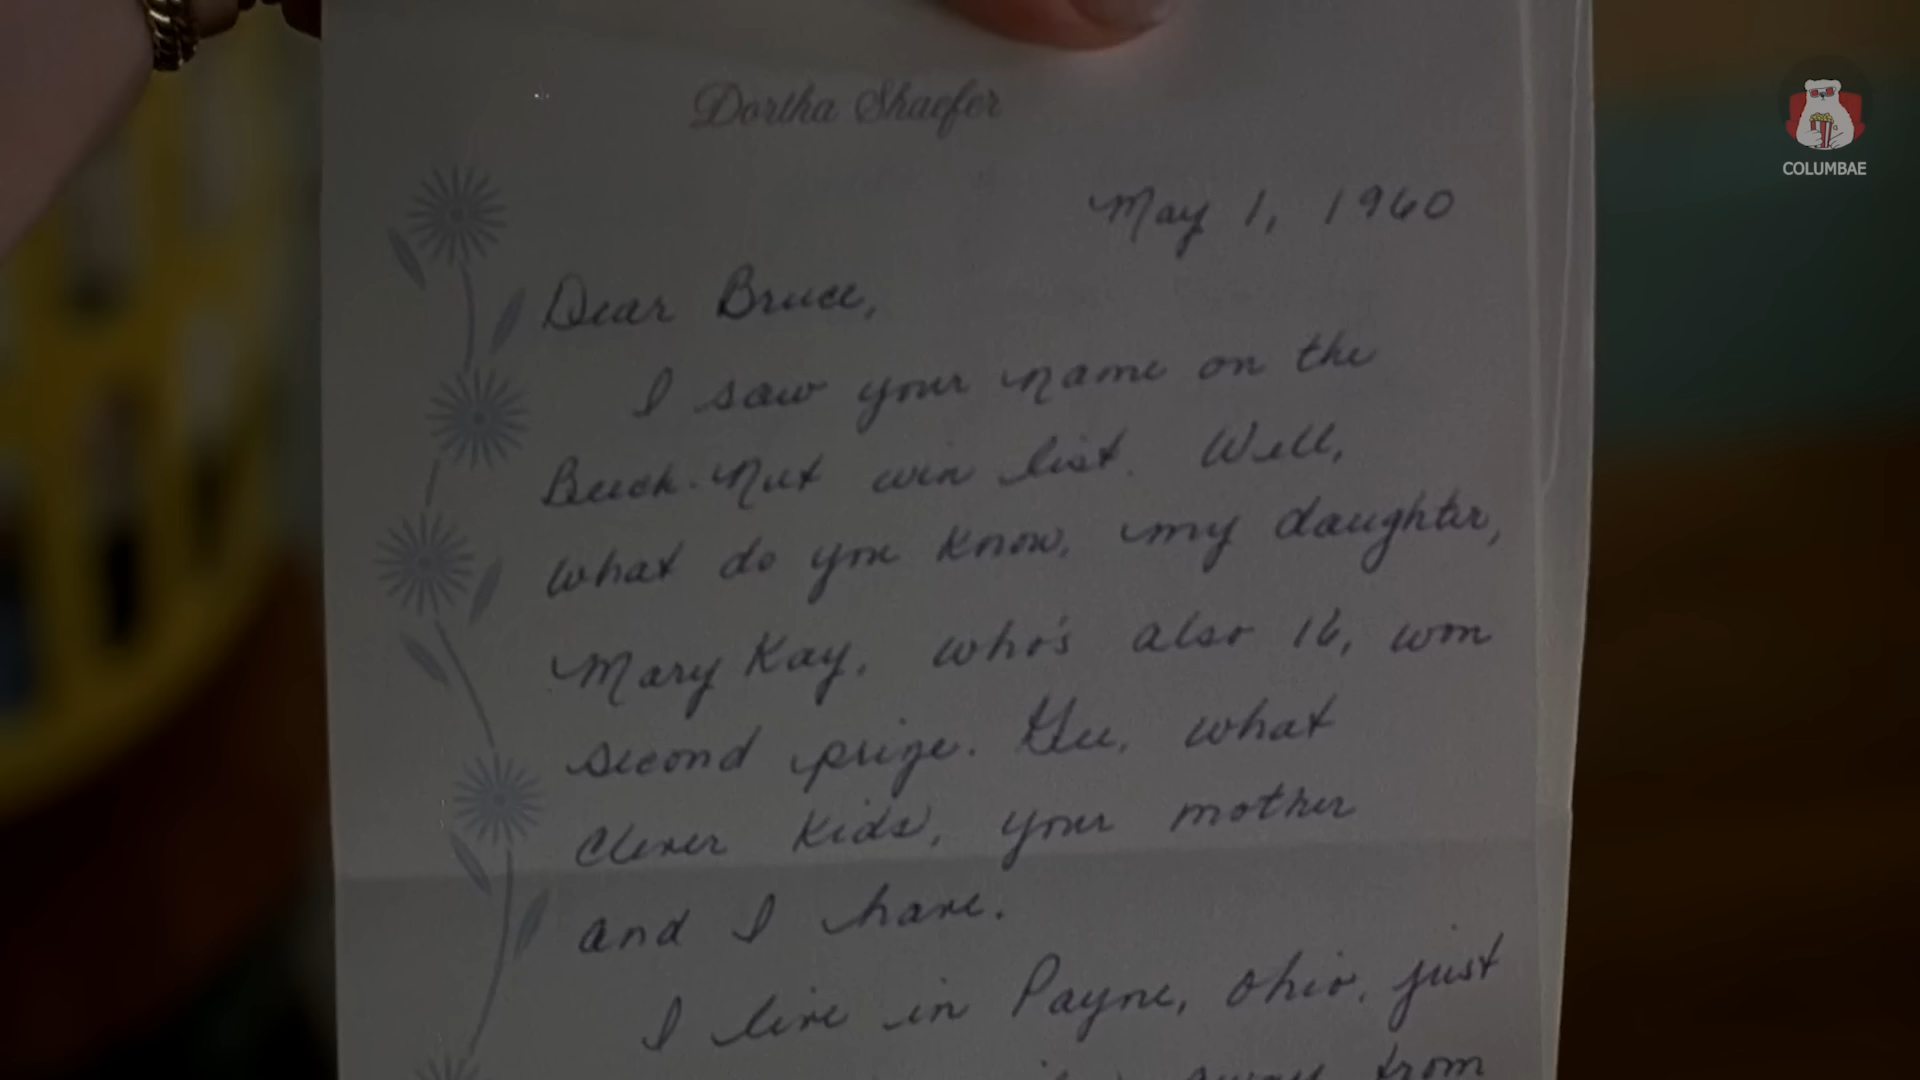 Dortha Shaefer
COLUMBAE
May 1, 1960
Dear Bruce,
I saw your name on the
Beech-Nut win list. Well,
what do you know, my daughter,
Mary Kay, who's also 16, won
second prize. Gee, what
clever kids, your mother
and I have.
I live in Payne, Ohio, just
away from